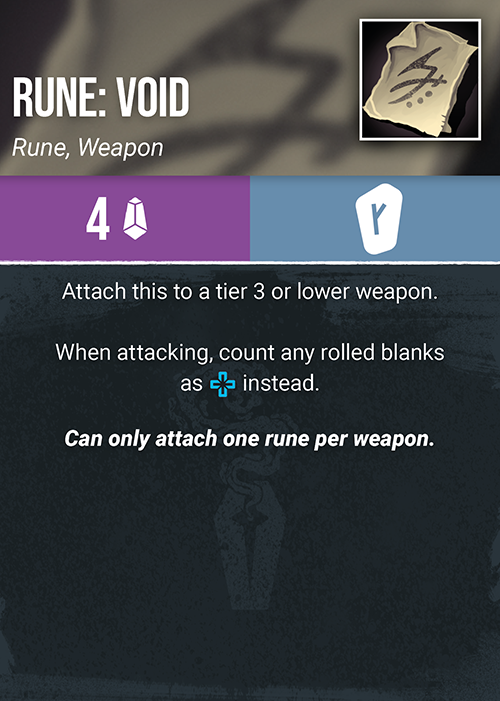 RUNE: VOID
Rune, Weapon
4
Attach this to a tier 3 or lower weapon.
When attacking, count any rolled blanks
as instead.
Can only attach one rune per weapon.